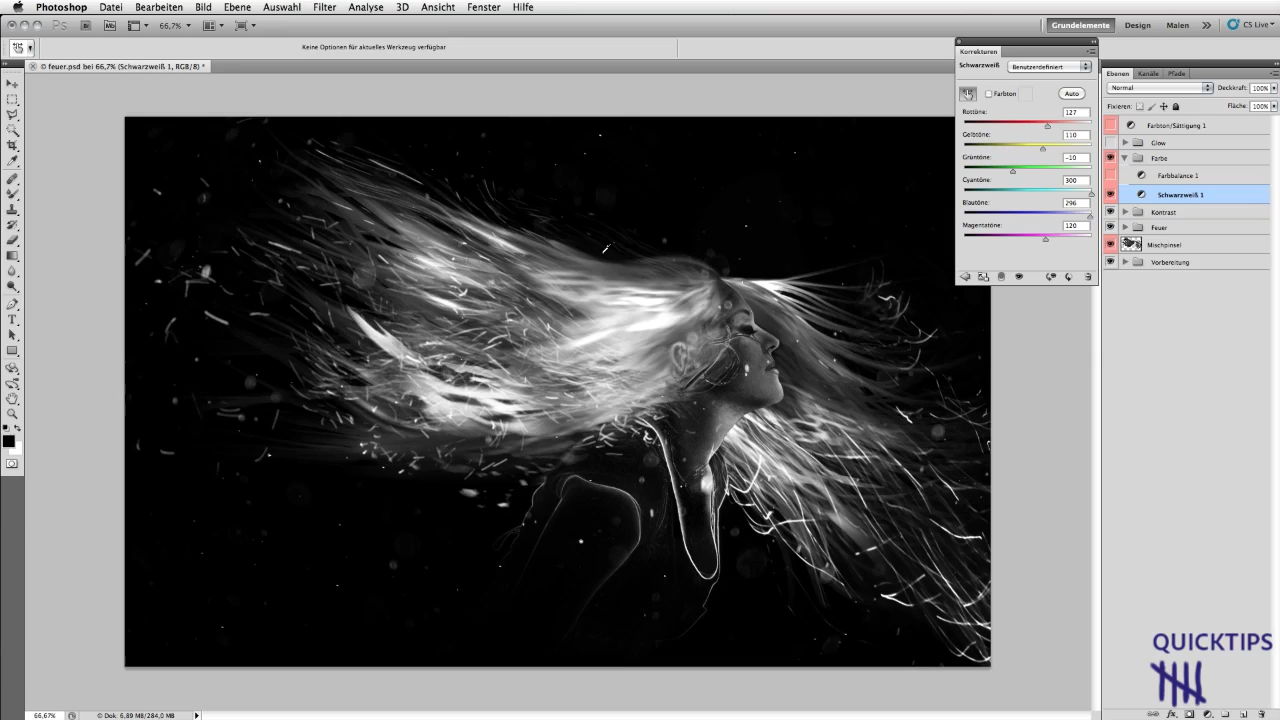 Photoshop Datei Bearbeiten Bild Ebene Auswahl Filter Analyse 3D Ansicht Fenster Hilfe
Ps Br Mb 66,7% Grundelemente Design Malen CS Live
Keine Optionen für aktuelles Werkzeug verfügbar
© feuer.psd bei 66,7% (Schwarzweiß 1, RGB/8) *
Korrekturen
Schwarzweiß Benutzerdefiniert
Farbton Auto
Rottöne: 127
Gelbtöne: 110
Grüntöne: -10
Cyantöne: 300
Blautöne: 296
Magentatöne: 120
Ebenen Kanäle Pfade
Normal Deckkraft: 100%
Fixieren: Fläche: 100%
Farbton/Sättigung 1
Glow
Farbe
Farbbalance 1
Schwarzweiß 1
Kontrast
Feuer
Mischpinsel
Vorbereitung
QUICKTIPS
66,67% © Dok: 6,89 MB/284,0 MB